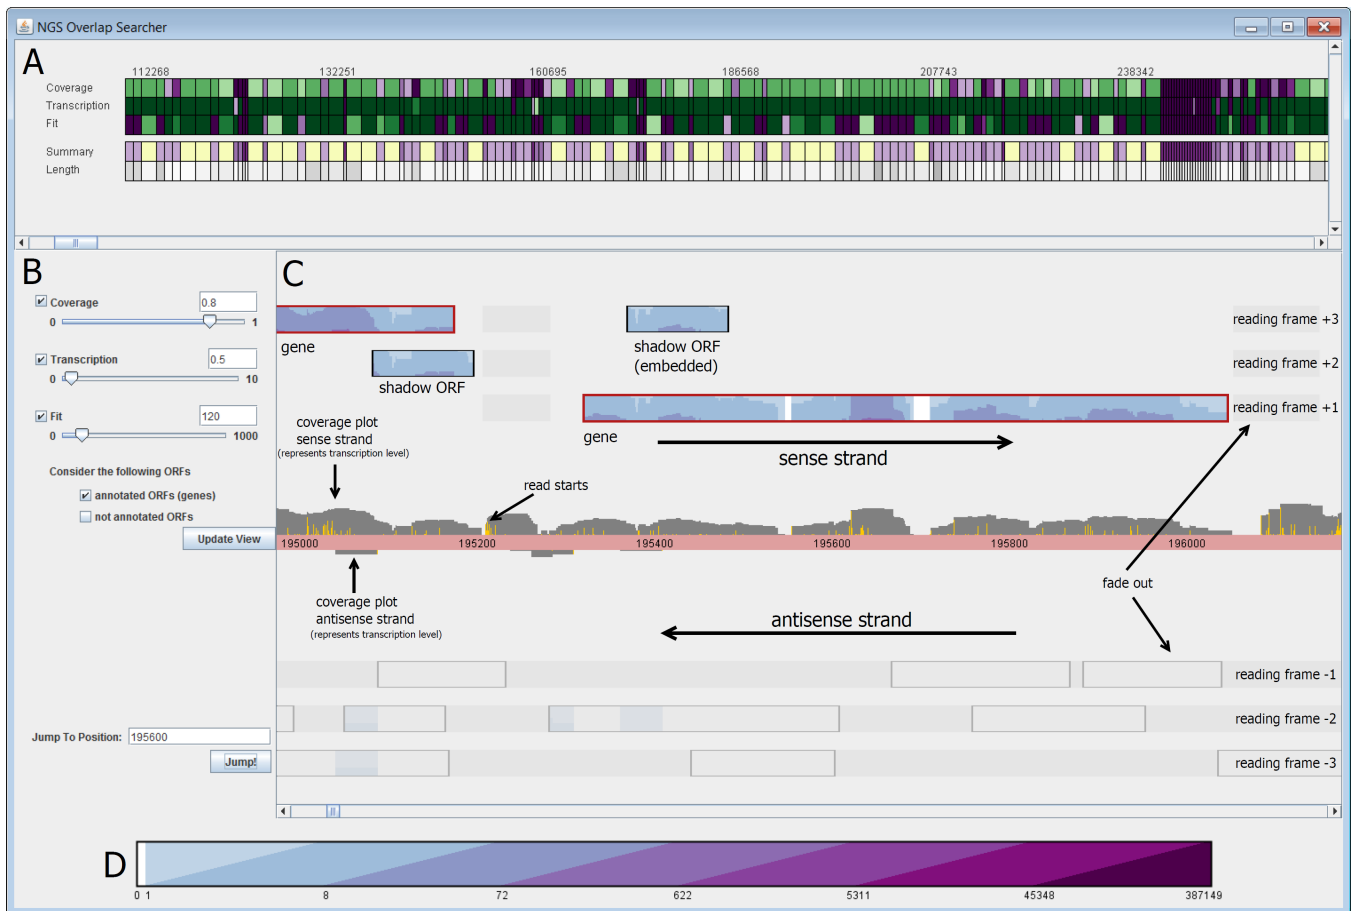 NGS Overlap Searcher
A
112268 132251 160695 186568 207743 238342
Coverage
Transcription
Fit
Summary
Length
B
Coverage 0.8
0 1
Transcription 0.5
0 10
Fit 120
0 1000
Consider the following ORFs
annotated ORFs (genes)
not annotated ORFs
Update View
Jump To Position: 195600
Jump!
C
reading frame +3
gene
shadow ORF
(embedded)
reading frame +2
shadow ORF
reading frame +1
gene
sense strand
coverage plot
sense strand
(represents transcription level)
read starts
195000 195200 195400 195600 195800 196000
fade out
coverage plot
antisense strand
(represents transcription level)
antisense strand
reading frame -1
reading frame -2
reading frame -3
D
0 1 8 72 622 5311 45348 387149